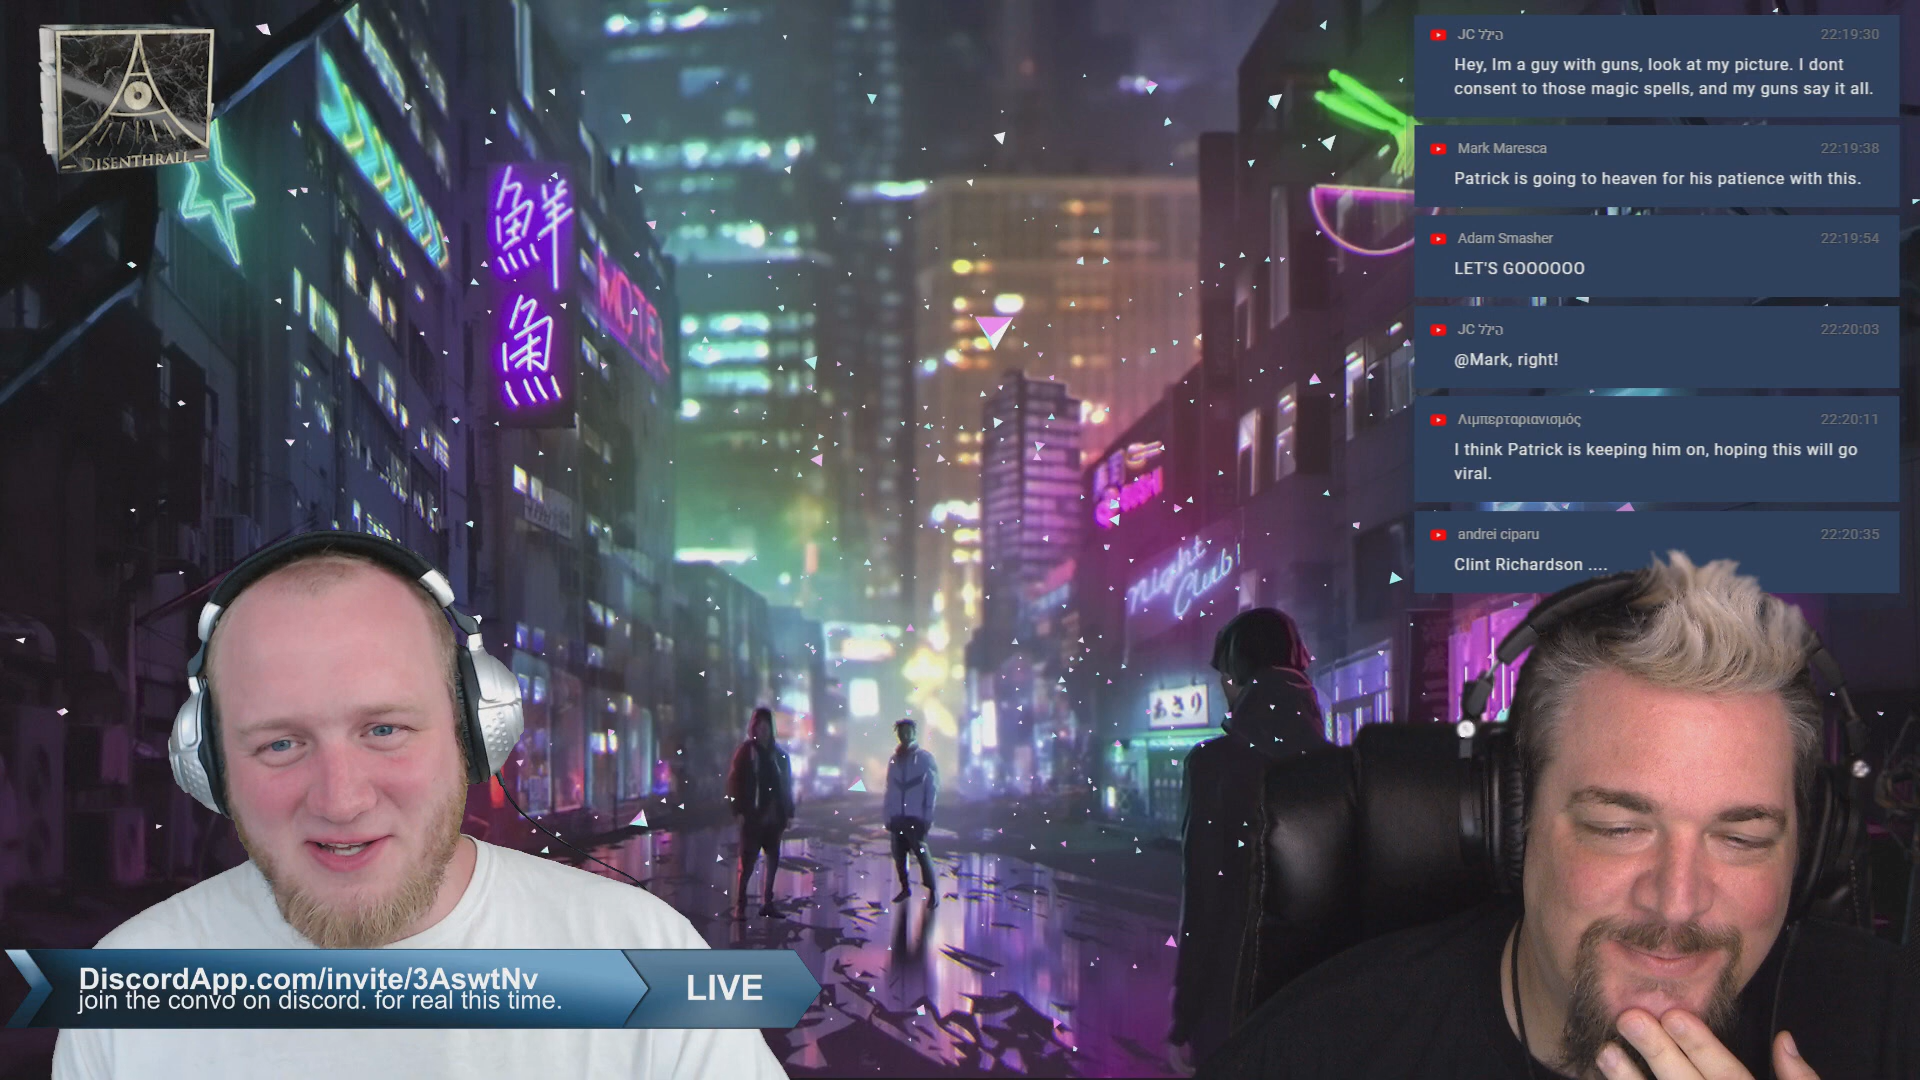 DISENTHRALL
鮮
魚
MOTEL
Night
Club!
あさり
JC הילל
22:19:30
Hey, Im a guy with guns, look at my picture. I dont
consent to those magic spells, and my guns say it all.
Mark Maresca
22:19:38
Patrick is going to heaven for his patience with this.
Adam Smasher
22:19:54
LET'S GOOOOOO
JC הילל
22:20:03
@Mark, right!
Λιμπερταριανισμός
22:20:11
I think Patrick is keeping him on, hoping this will go
viral.
andrei ciparu
22:20:35
Clint Richardson ....
DiscordApp.com/invite/3AswtNv
join the convo on discord. for real this time.
LIVE